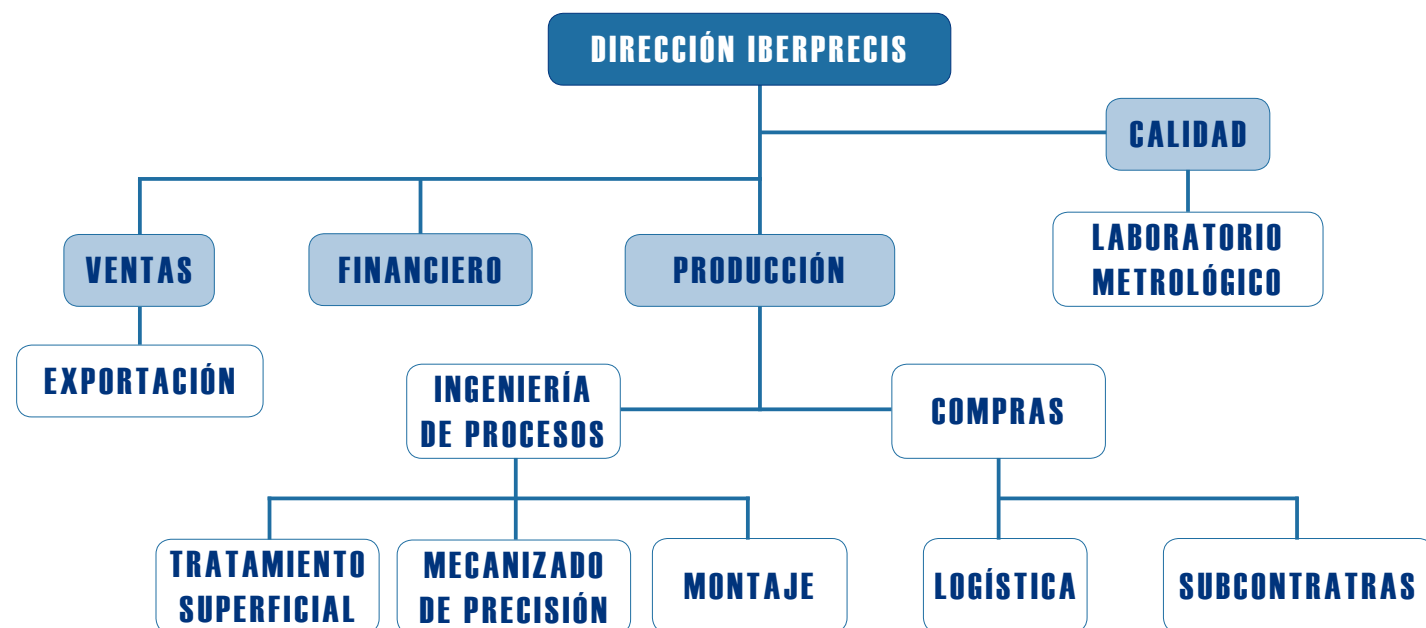 DIRECCIÓN IBERPRECIS
CALIDAD
LABORATORIO
METROLÓGICO
VENTAS
FINANCIERO
PRODUCCIÓN
EXPORTACIÓN
INGENIERÍA
DE PROCESOS
COMPRAS
TRATAMIENTO
SUPERFICIAL
MECANIZADO
DE PRECISIÓN
MONTAJE
LOGÍSTICA
SUBCONTRATRAS